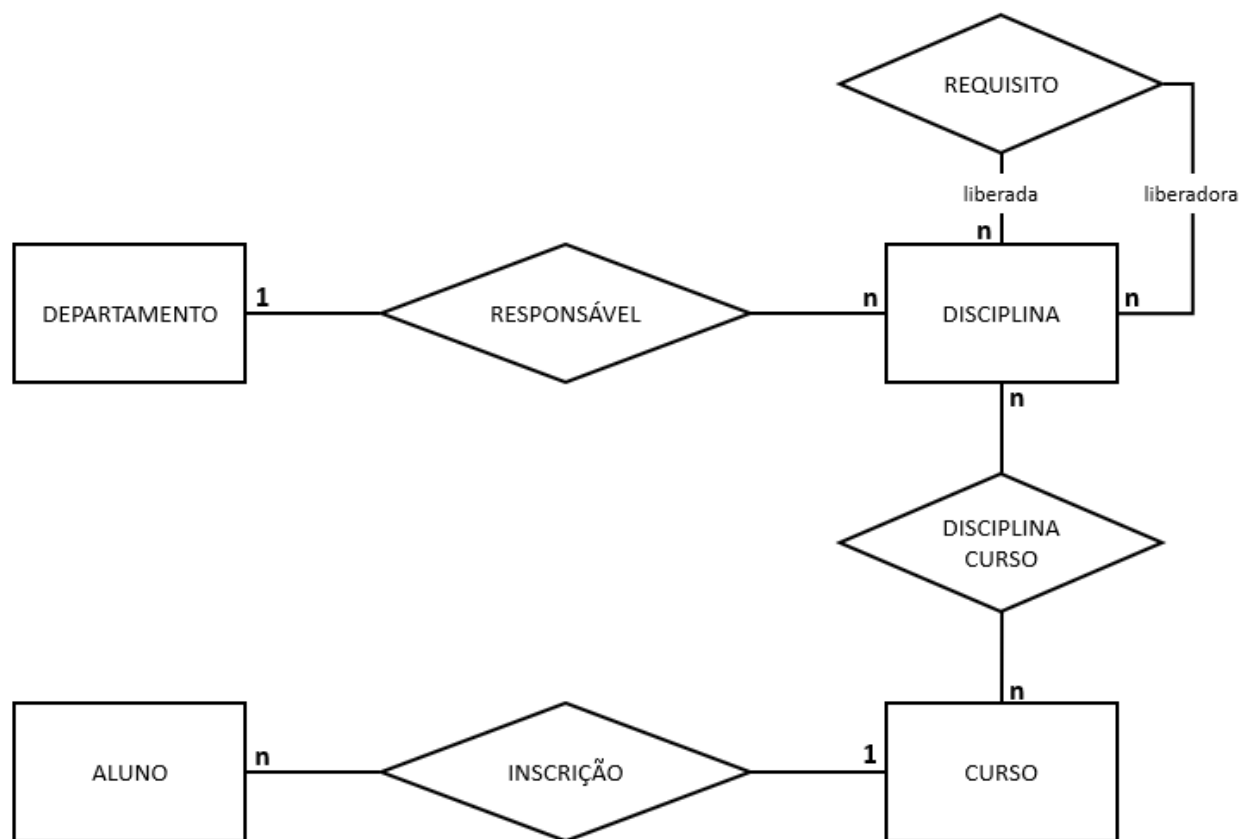 REQUISITO
liberada
liberadora
n
DEPARTAMENTO
1
RESPONSÁVEL
n
DISCIPLINA
n
n
DISCIPLINA
CURSO
n
ALUNO
n
INSCRIÇÃO
1
CURSO